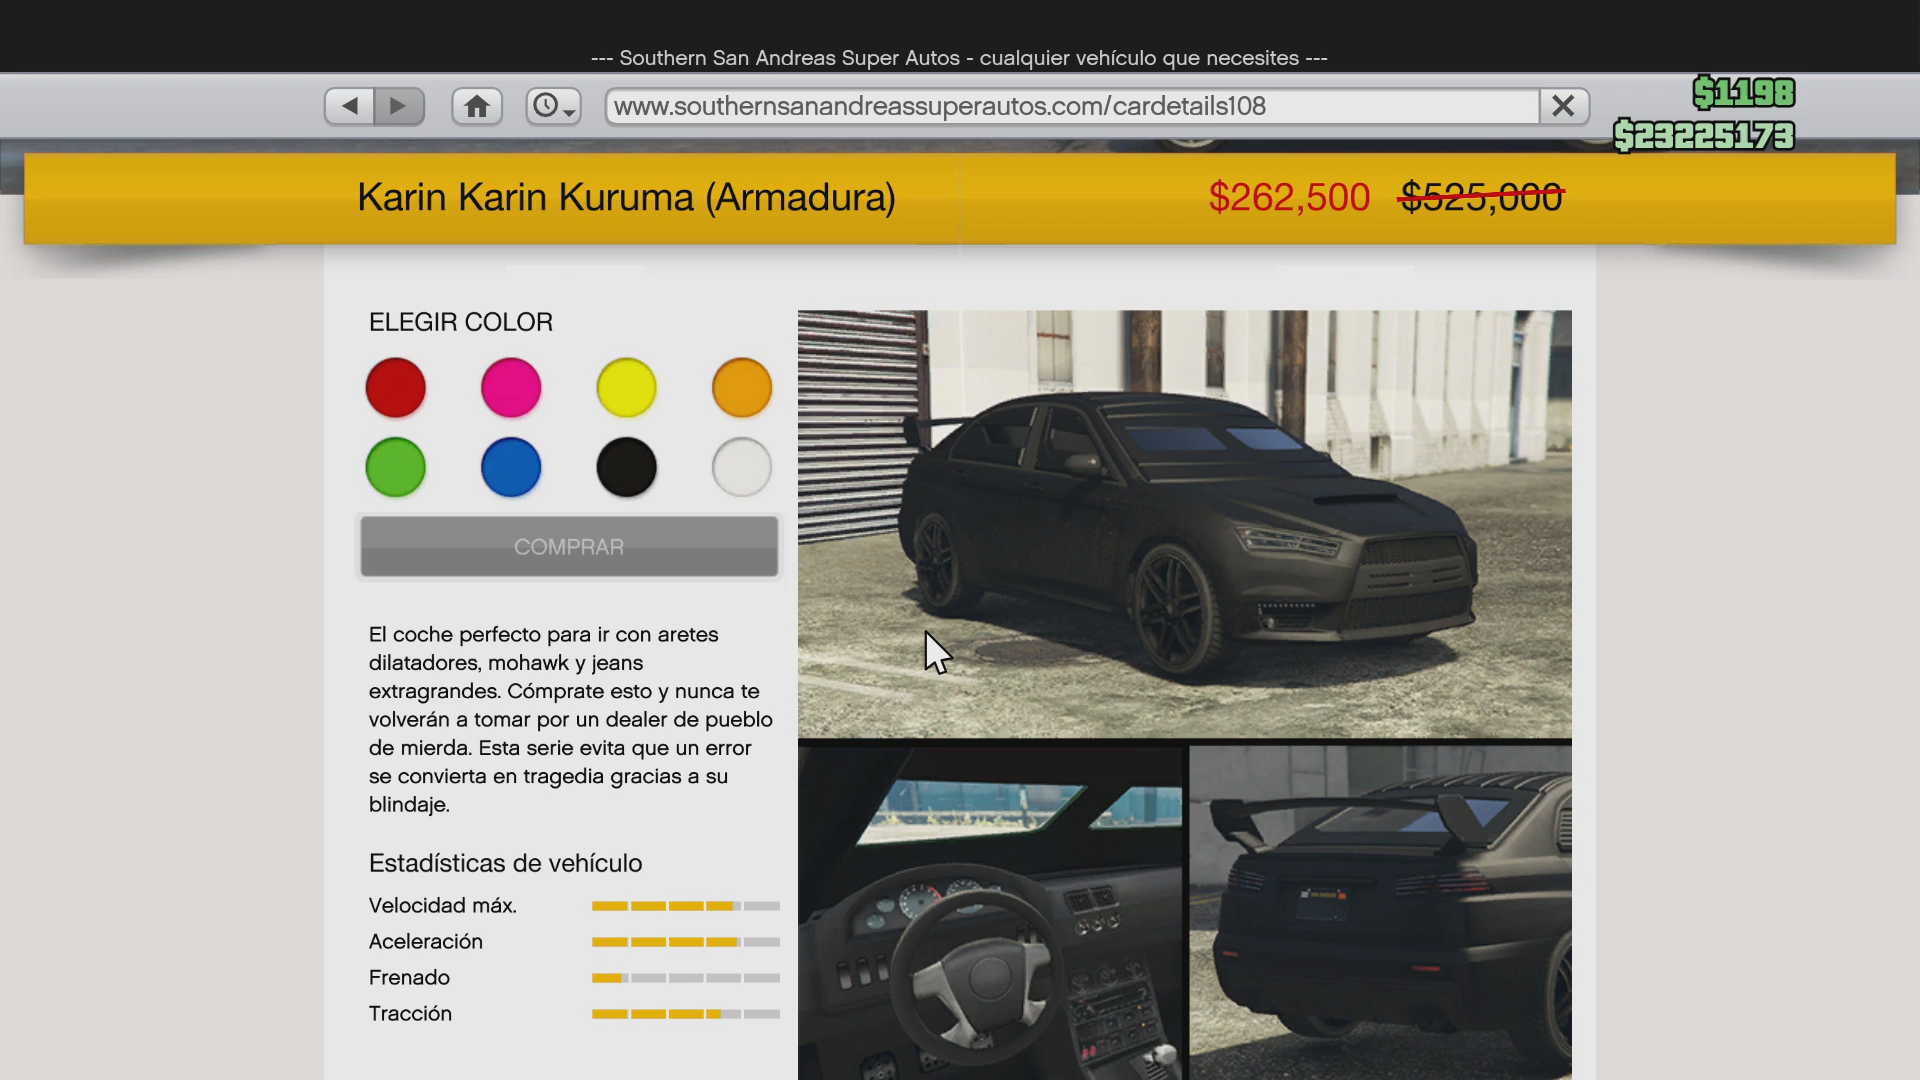 --- Southern San Andreas Super Autos - cualquier vehículo que necesites ---
www.southernsanandreassuperautos.com/cardetails108
$1198
$23225173
Karin Karin Kuruma (Armadura)
$262,500 $525,000
ELEGIR COLOR
COMPRAR
El coche perfecto para ir con aretes
dilatadores, mohawk y jeans
extragrandes. Cómprate esto y nunca te
volverán a tomar por un dealer de pueblo
de mierda. Esta serie evita que un error
se convierta en tragedia gracias a su
blindaje.
Estadísticas de vehículo
Velocidad máx.
Aceleración
Frenado
Tracción